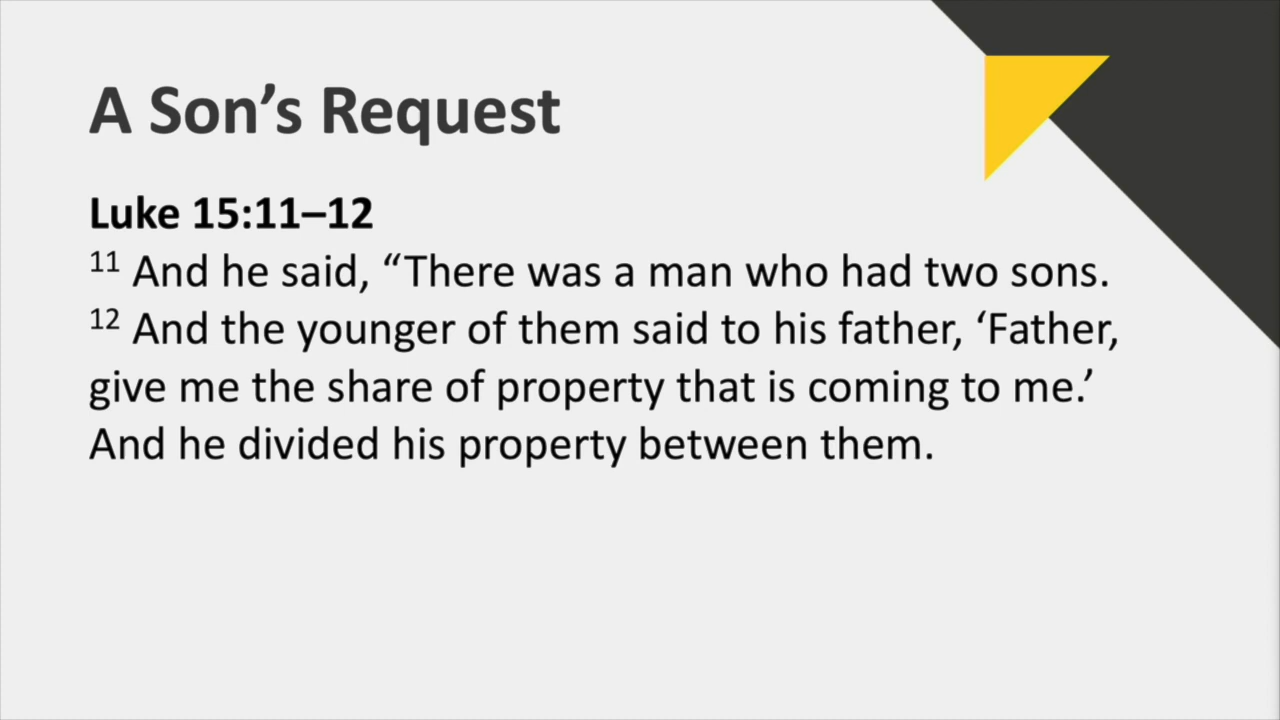 A Son’s Request
Luke 15:11–12
¹¹ And he said, “There was a man who had two sons.
¹² And the younger of them said to his father, ‘Father,
give me the share of property that is coming to me.’
And he divided his property between them.